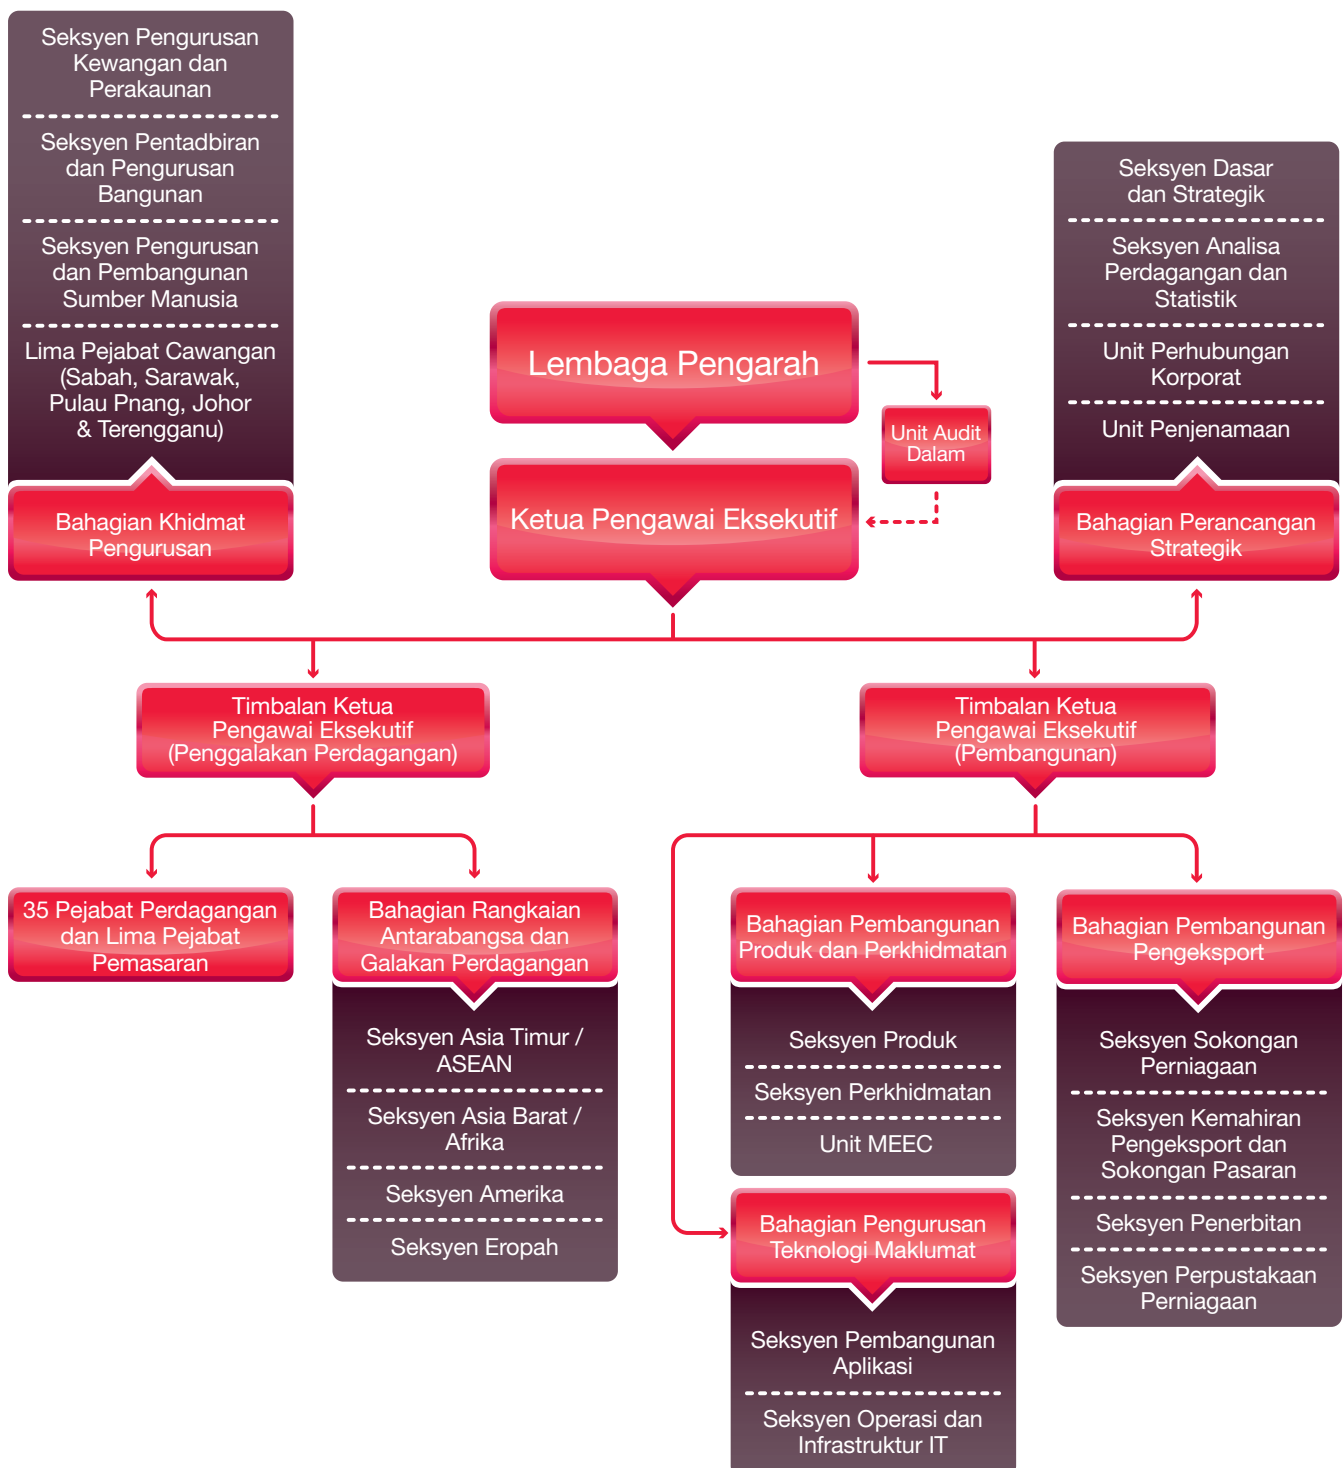 Seksyen Pengurusan
Kewangan dan
Perakaunan
Seksyen Pentadbiran
dan Pengurusan
Bangunan
Seksyen Pengurusan
dan Pembangunan
Sumber Manusia
Lima Pejabat Cawangan
(Sabah, Sarawak,
Pulau Pnang, Johor
& Terengganu)
Bahagian Khidmat
Pengurusan
Lembaga Pengarah
Unit Audit
Dalam
Ketua Pengawai Eksekutif
Seksyen Dasar
dan Strategik
Seksyen Analisa
Perdagangan dan
Statistik
Unit Perhubungan
Korporat
Unit Penjenamaan
Bahagian Perancangan
Strategik
Timbalan Ketua
Pengawai Eksekutif
(Penggalakan Perdagangan)
Timbalan Ketua
Pengawai Eksekutif
(Pembangunan)
35 Pejabat Perdagangan
dan Lima Pejabat
Pemasaran
Bahagian Rangkaian
Antarabangsa dan
Galakan Perdagangan
Seksyen Asia Timur /
ASEAN
Seksyen Asia Barat /
Afrika
Seksyen Amerika
Seksyen Eropah
Bahagian Pembangunan
Produk dan Perkhidmatan
Seksyen Produk
Seksyen Perkhidmatan
Unit MEEC
Bahagian Pengurusan
Teknologi Maklumat
Seksyen Pembangunan
Aplikasi
Seksyen Operasi dan
Infrastruktur IT
Bahagian Pembangunan
Pengeksport
Seksyen Sokongan
Perniagaan
Seksyen Kemahiran
Pengeksport dan
Sokongan Pasaran
Seksyen Penerbitan
Seksyen Perpustakaan
Perniagaan